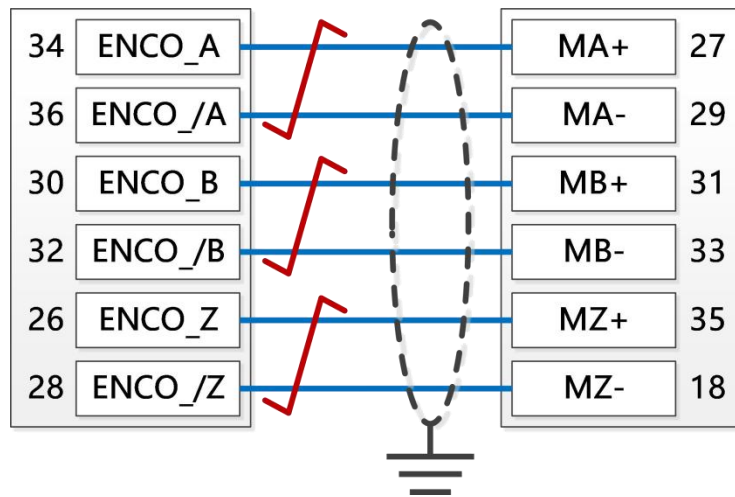 34 ENCO_A MA+ 27
36 ENCO_/A MA- 29
30 ENCO_B MB+ 31
32 ENCO_/B MB- 33
26 ENCO_Z MZ+ 35
28 ENCO_/Z MZ- 18